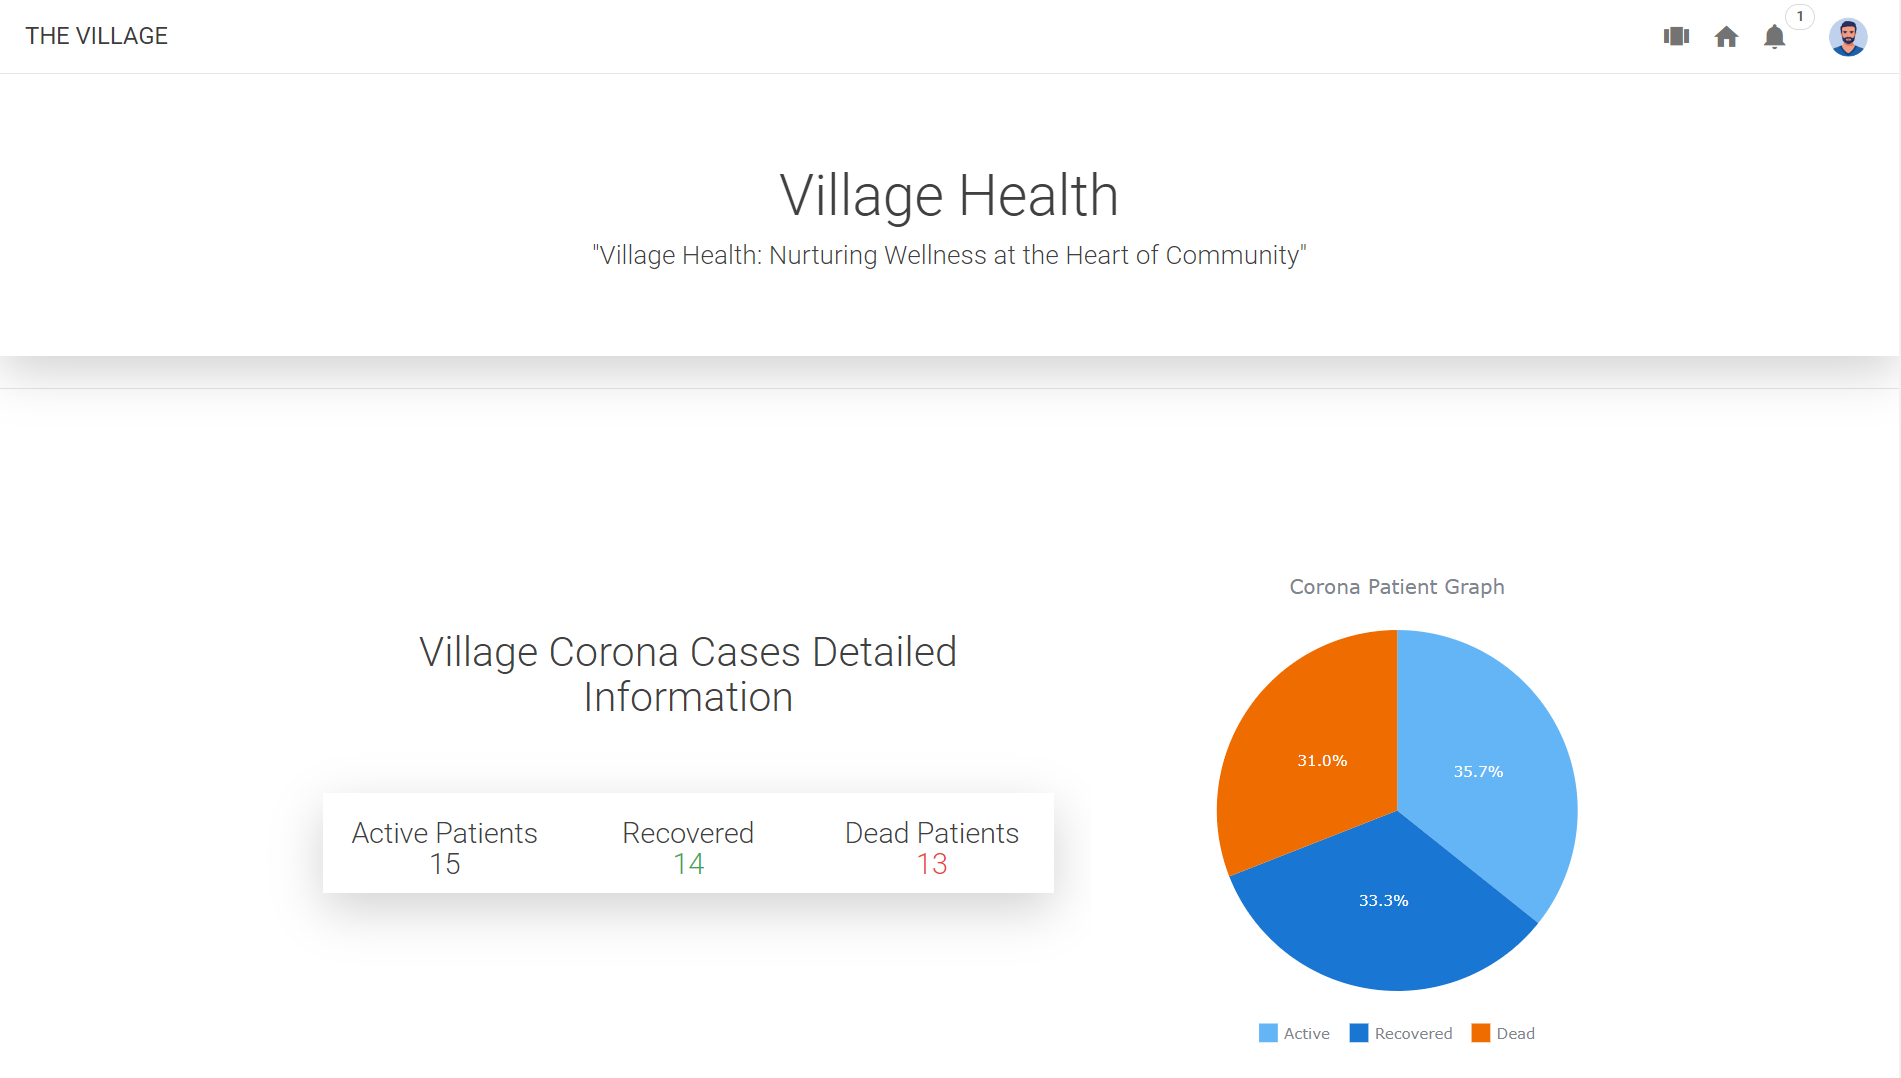 THE VILLAGE
1
Village Health
"Village Health: Nurturing Wellness at the Heart of Community"
Village Corona Cases Detailed
Information
Active Patients
15
Recovered
14
Dead Patients
13
Corona Patient Graph
31.0%
35.7%
33.3%
Active
Recovered
Dead